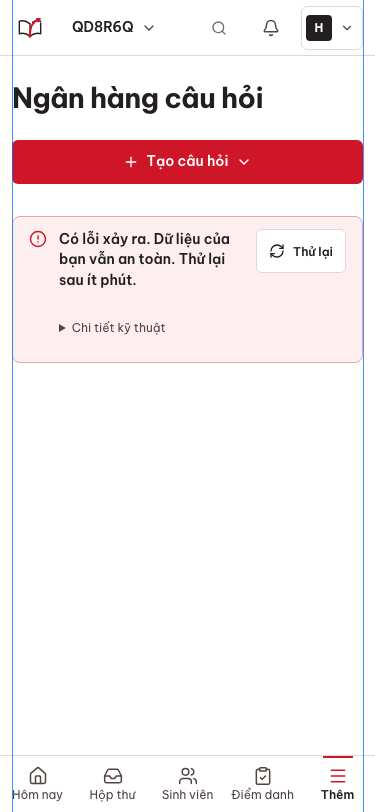 QD8R6Q
H
Ngân hàng câu hỏi
Tạo câu hỏi
Có lỗi xảy ra. Dữ liệu của
bạn vẫn an toàn. Thử lại
sau ít phút.
Thử lại
Chi tiết kỹ thuật
Hôm nay
Hộp thư
Sinh viên
Điểm danh
Thêm